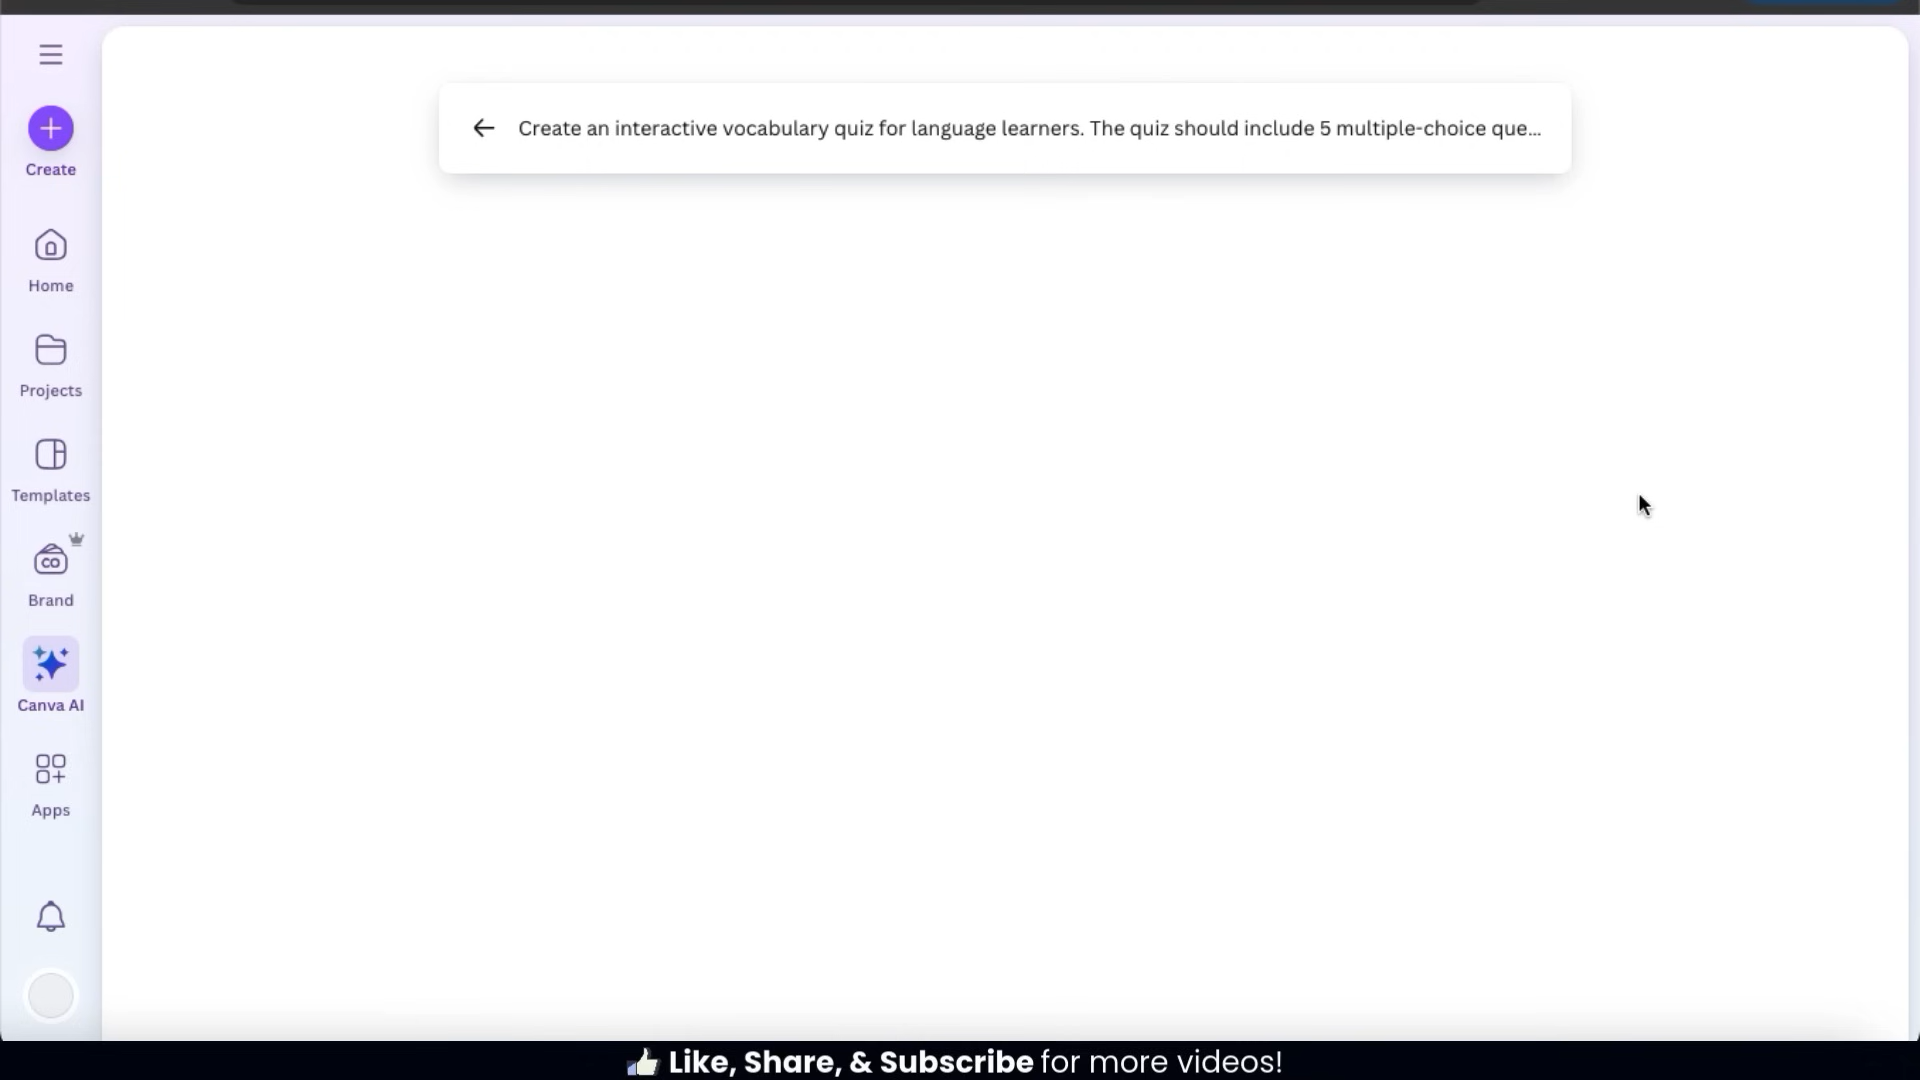 Create an interactive vocabulary quiz for language learners. The quiz should include 5 multiple-choice que...
Create
Home
Projects
Templates
CO
Brand
Canva AI
Apps
👍 Like, Share, & Subscribe for more videos!